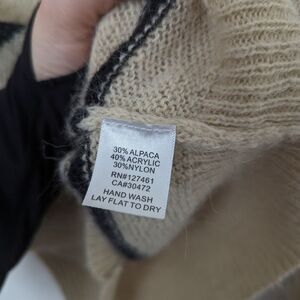 30% ALPACA
40% ACRYLIC
30%NYLON
RN#127461
CA#30472
HAND WASH
LAY FLAT TO DRY